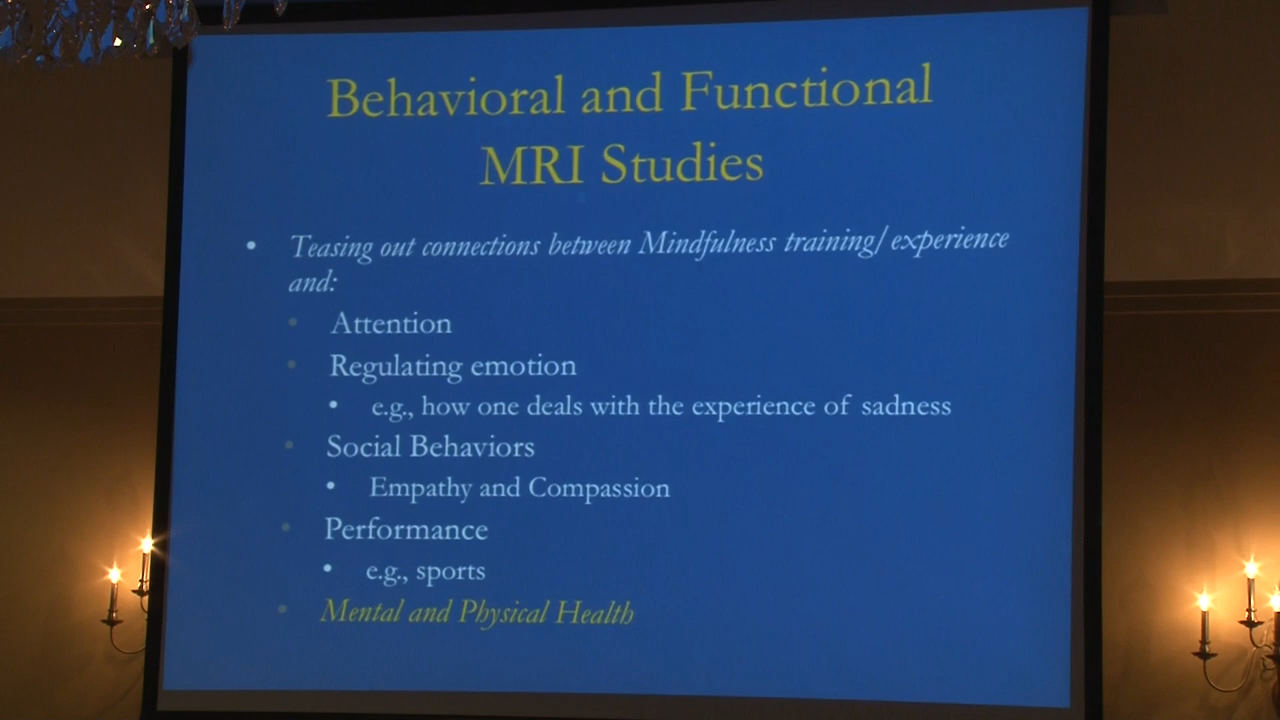 Behavioral and Functional
MRI Studies
• Teasing out connections between Mindfulness training/experience
and:
• Attention
• Regulating emotion
• e.g., how one deals with the experience of sadness
• Social Behaviors
• Empathy and Compassion
• Performance
• e.g., sports
• Mental and Physical Health